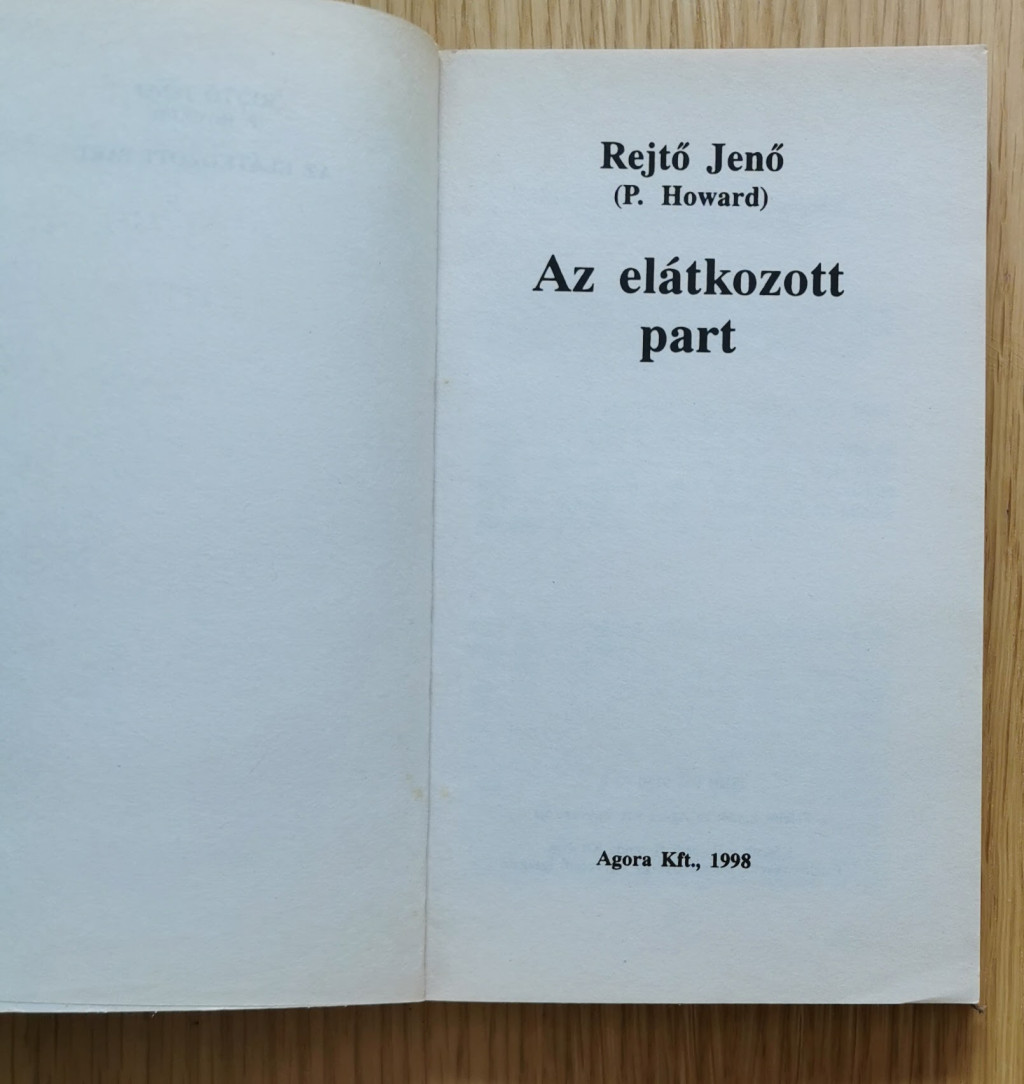 Rejtő Jenő
(P. Howard)
Az elátkozott
part
Agora Kft., 1998